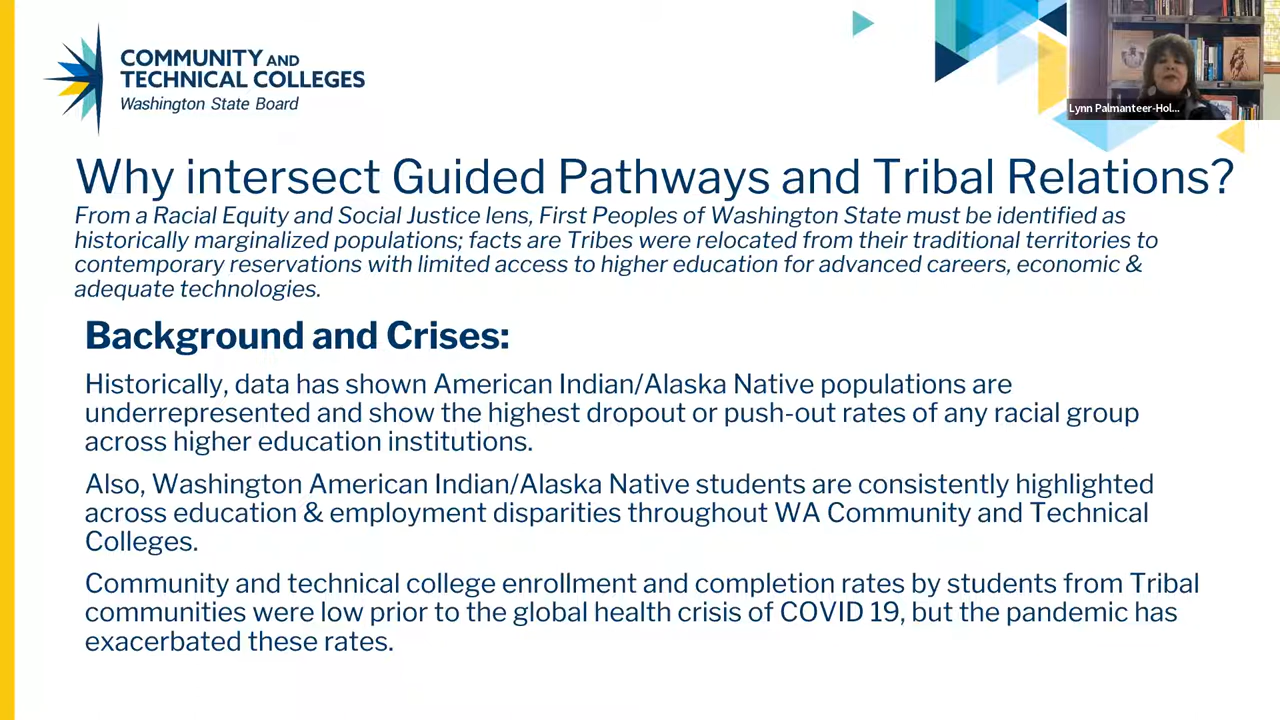 COMMUNITY AND
TECHNICAL COLLEGES
Washington State Board
Lynn Palmanteer-Hol...
Why intersect Guided Pathways and Tribal Relations?
From a Racial Equity and Social Justice lens, First Peoples of Washington State must be identified as
historically marginalized populations; facts are Tribes were relocated from their traditional territories to
contemporary reservations with limited access to higher education for advanced careers, economic &
adequate technologies.
Background and Crises:
Historically, data has shown American Indian/Alaska Native populations are
underrepresented and show the highest dropout or push-out rates of any racial group
across higher education institutions.
Also, Washington American Indian/Alaska Native students are consistently highlighted
across education & employment disparities throughout WA Community and Technical
Colleges.
Community and technical college enrollment and completion rates by students from Tribal
communities were low prior to the global health crisis of COVID 19, but the pandemic has
exacerbated these rates.